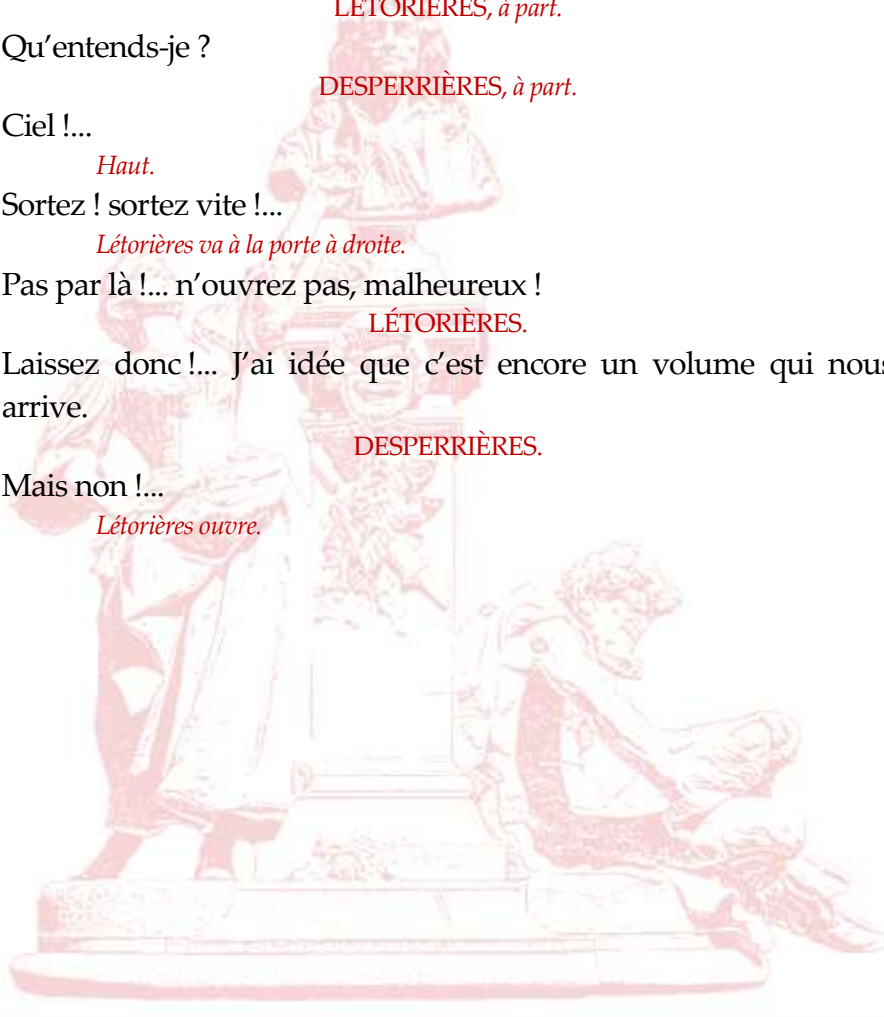 LÉTORIÈRES, à part.
Qu’entends-je ?
DESPERRIÈRES, à part.
Ciel !...
Haut.
Sortez ! sortez vite !...
Létorières va à la porte à droite.
Pas par là !... n’ouvrez pas, malheureux !
LÉTORIÈRES.
Laissez donc !... J’ai idée que c’est encore un volume qui nous
arrive.
DESPERRIÈRES.
Mais non !...
Létorières ouvre.